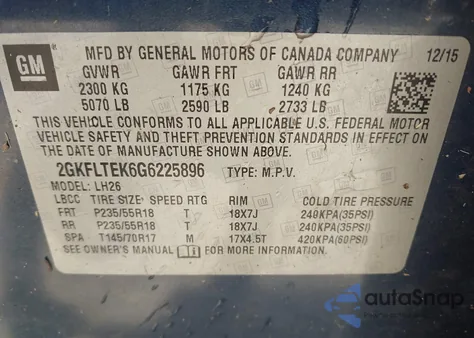 GM
MFD BY GENERAL MOTORS OF CANADA COMPANY 12/15
GVWR GAWR FRT GAWR RR
2300 KG 1175 KG 1240 KG
5070 LB 2590 LB 2733 LB
THIS VEHICLE CONFORMS TO ALL APPLICABLE U.S. FEDERAL MOTOR
VEHICLE SAFETY AND THEFT PREVENTION STANDARDS IN EFFECT ON
THE DATE OF MANUFACTURE SHOWN ABOVE.
2GKFLTEK6G6225896 TYPE: M.P.V.
MODEL: LH26
LBCC TIRE SIZE SPEED RTG RIM COLD TIRE PRESSURE
FRT P235/55R18 T 18X7J 240KPA(35PSI)
RR P235/55R18 T 18X7J 240KPA(35PSI)
SPA T145/70R17 M 17X4.5T 420KPA(60PSI)
SEE OWNER'S MANUAL FOR MORE INFORMATION.
autoSnap